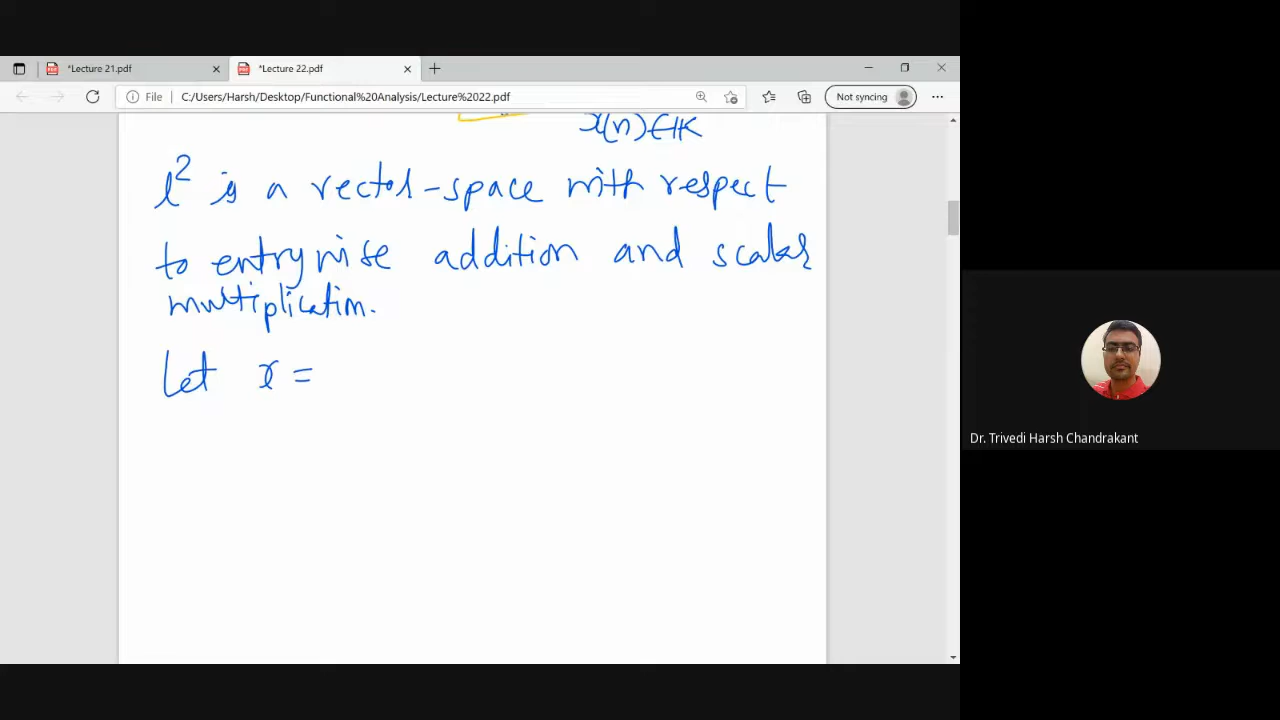 *Lecture 21.pdf
*Lecture 22.pdf
File C:/Users/Harsh/Desktop/Functional%20Analysis/Lecture%2022.pdf
Not syncing
x(n)∈K
l² is a vector-space with respect
to entrywise addition and scalar
multiplication.
Let x =
Dr. Trivedi Harsh Chandrakant